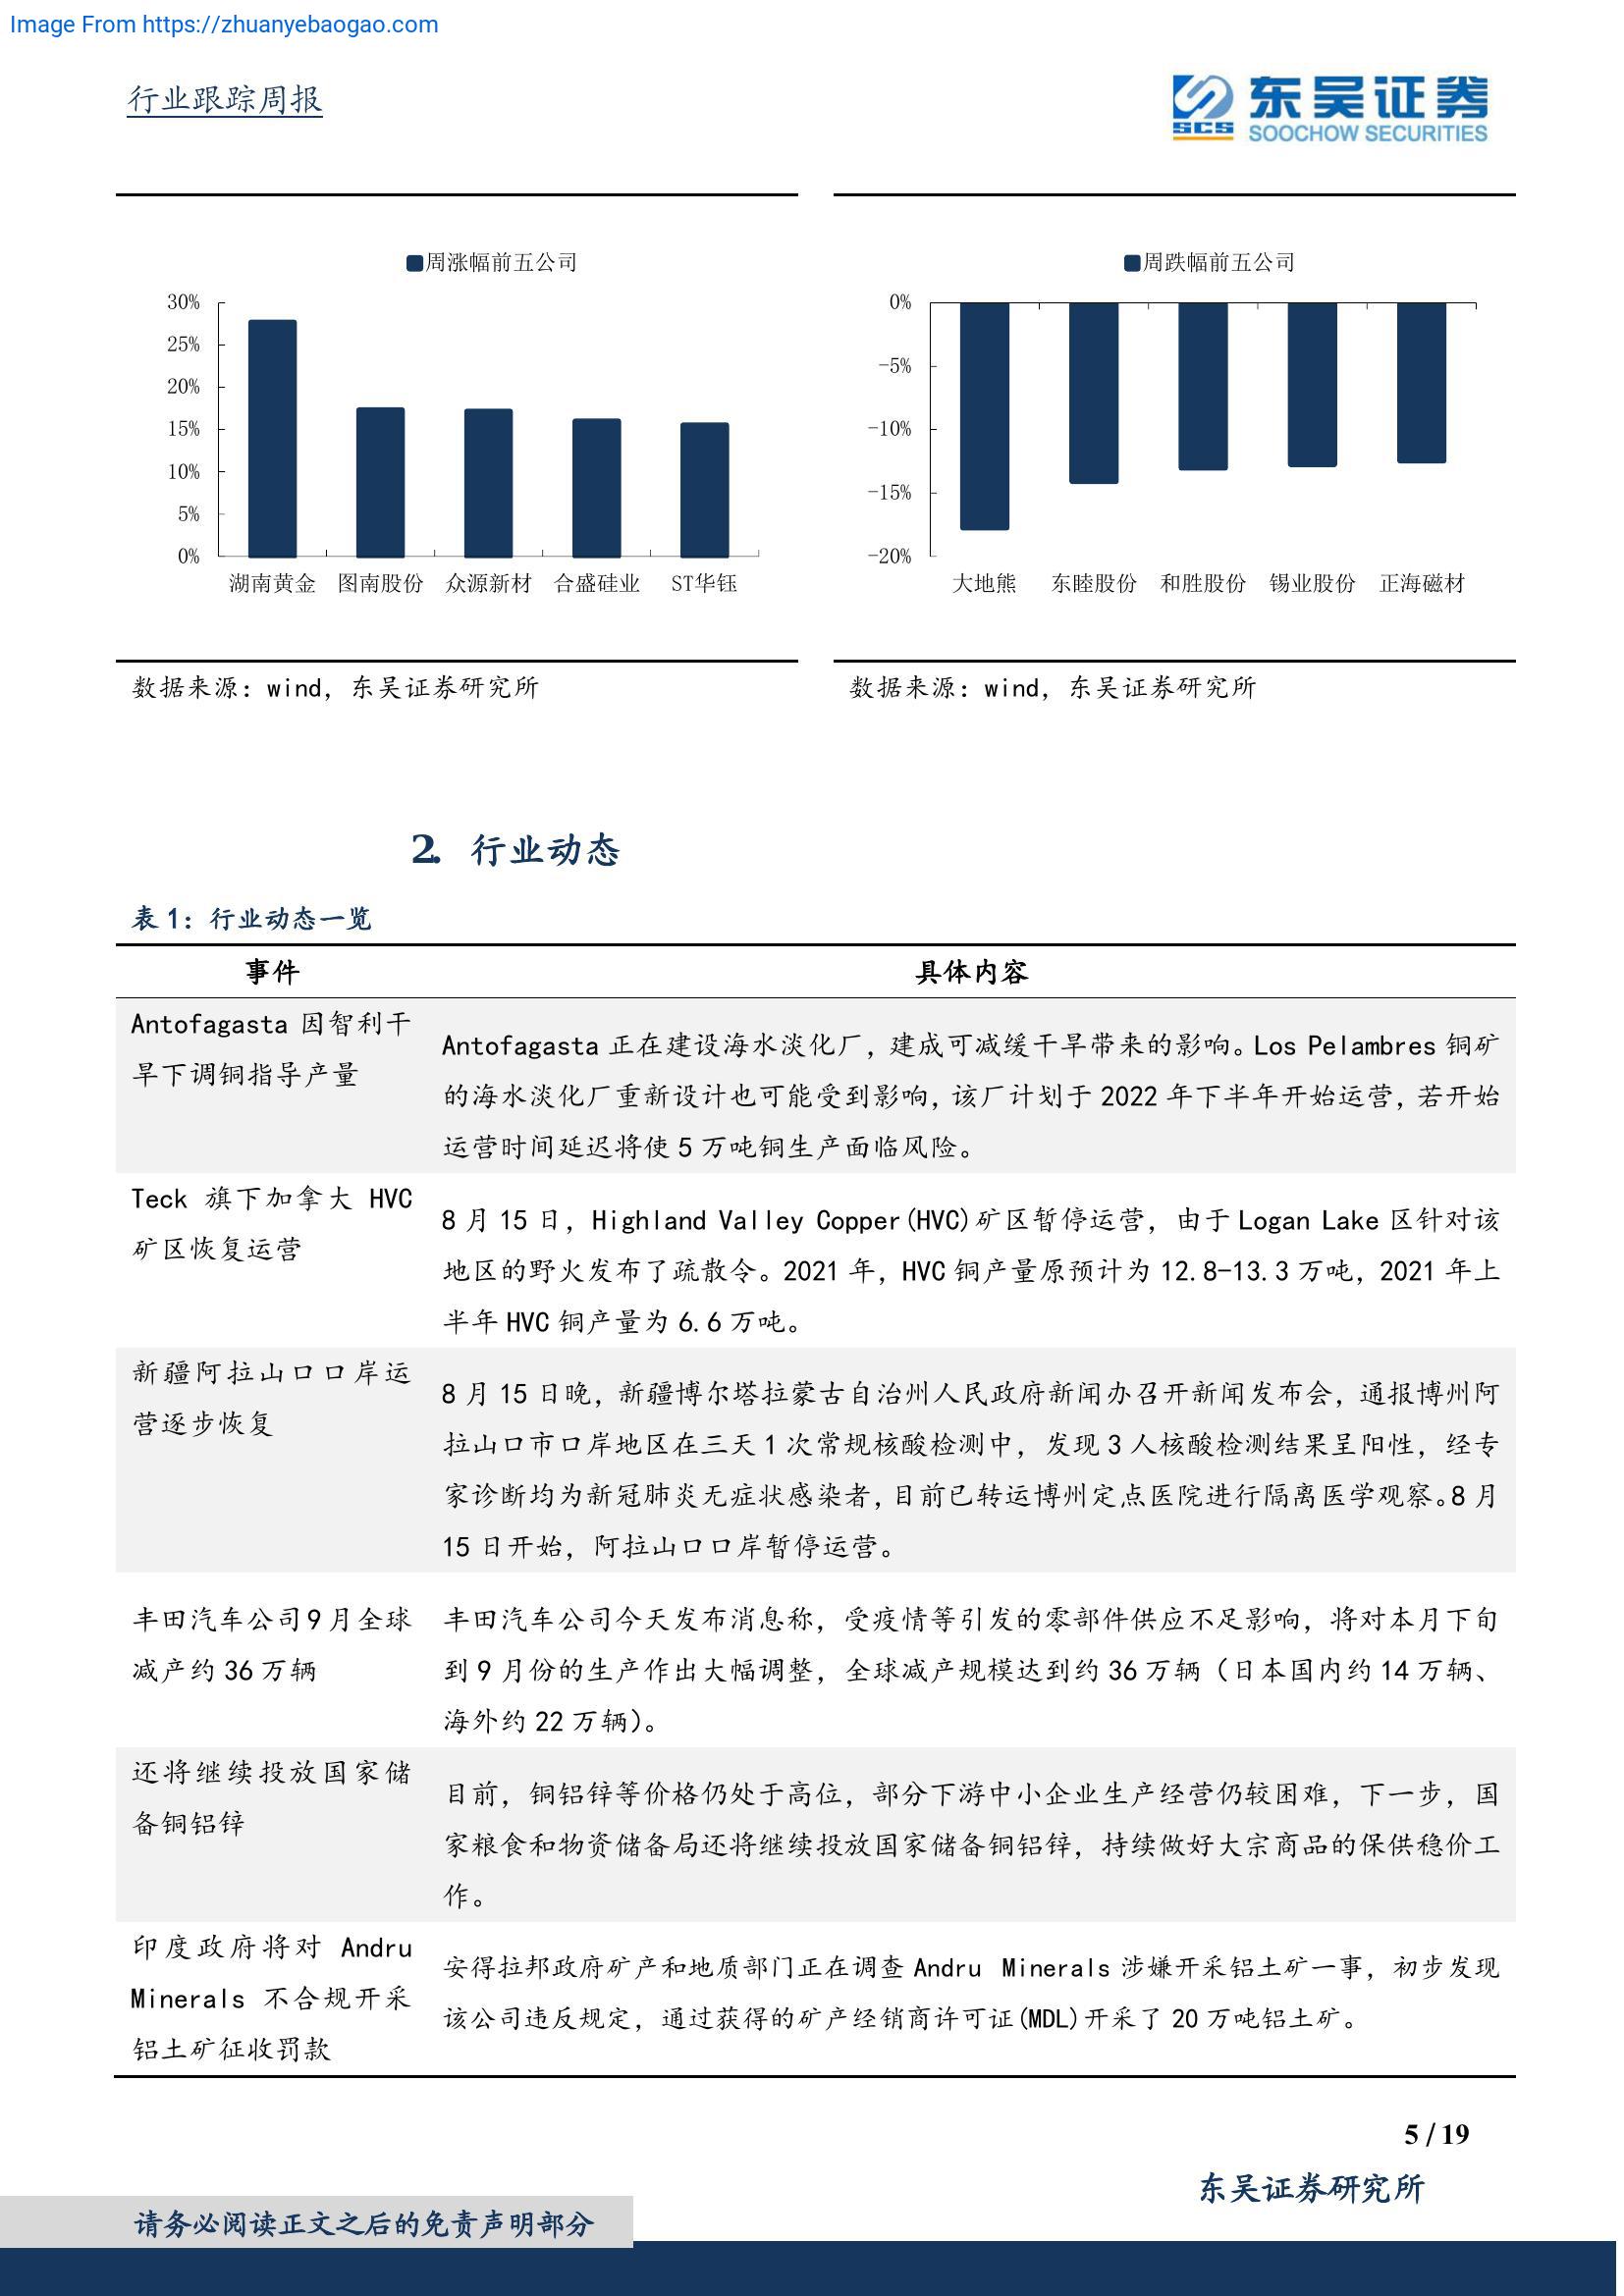 Image From https://zhuanyebaogao.com
行业跟踪周报
东吴证券
SCS
SOOCHOW SECURITIES
周涨幅前五公司
30%
25%
20%
15%
10%
5%
0%
湖南黄金 图南股份 众源新材 合盛硅业 ST华钰
数据来源：wind，东吴证券研究所
周跌幅前五公司
0%
-5%
-10%
-15%
-20%
大地熊 东睦股份 和胜股份 锡业股份 正海磁材
数据来源：wind，东吴证券研究所
2. 行业动态
表 1：行业动态一览
事件 具体内容
Antofagasta 因智利干
旱下调铜指导产量
Antofagasta 正在建设海水淡化厂，建成可减缓干旱带来的影响。Los Pelambres 铜矿
的海水淡化厂重新设计也可能受到影响，该厂计划于 2022 年下半年开始运营，若开始
运营时间延迟将使 5 万吨铜生产面临风险。
Teck 旗下加拿大 HVC
矿区恢复运营
8 月 15 日，Highland Valley Copper(HVC)矿区暂停运营，由于 Logan Lake 区针对该
地区的野火发布了疏散令。2021 年，HVC 铜产量原预计为 12.8-13.3 万吨，2021 年上
半年 HVC 铜产量为 6.6 万吨。
新疆阿拉山口口岸运
营逐步恢复
8 月 15 日晚，新疆博尔塔拉蒙古自治州人民政府新闻办召开新闻发布会，通报博州阿
拉山口市口岸地区在三天 1 次常规核酸检测中，发现 3 人核酸检测结果呈阳性，经专
家诊断均为新冠肺炎无症状感染者，目前已转运博州定点医院进行隔离医学观察。8 月
15 日开始，阿拉山口口岸暂停运营。
丰田汽车公司 9 月全球
减产约 36 万辆
丰田汽车公司今天发布消息称，受疫情等引发的零部件供应不足影响，将对本月下旬
到 9 月份的生产作出大幅调整，全球减产规模达到约 36 万辆（日本国内约 14 万辆、
海外约 22 万辆）。
还将继续投放国家储
备铜铝锌
目前，铜铝锌等价格仍处于高位，部分下游中小企业生产经营仍较困难，下一步，国
家粮食和物资储备局还将继续投放国家储备铜铝锌，持续做好大宗商品的保供稳价工
作。
印度政府将对 Andru
Minerals 不合规开采
铝土矿征收罚款
安得拉邦政府矿产和地质部门正在调查 Andru Minerals 涉嫌开采铝土矿一事，初步发现
该公司违反规定，通过获得的矿产经销商许可证(MDL)开采了 20 万吨铝土矿。
5 / 19
东吴证券研究所
请务必阅读正文之后的免责声明部分